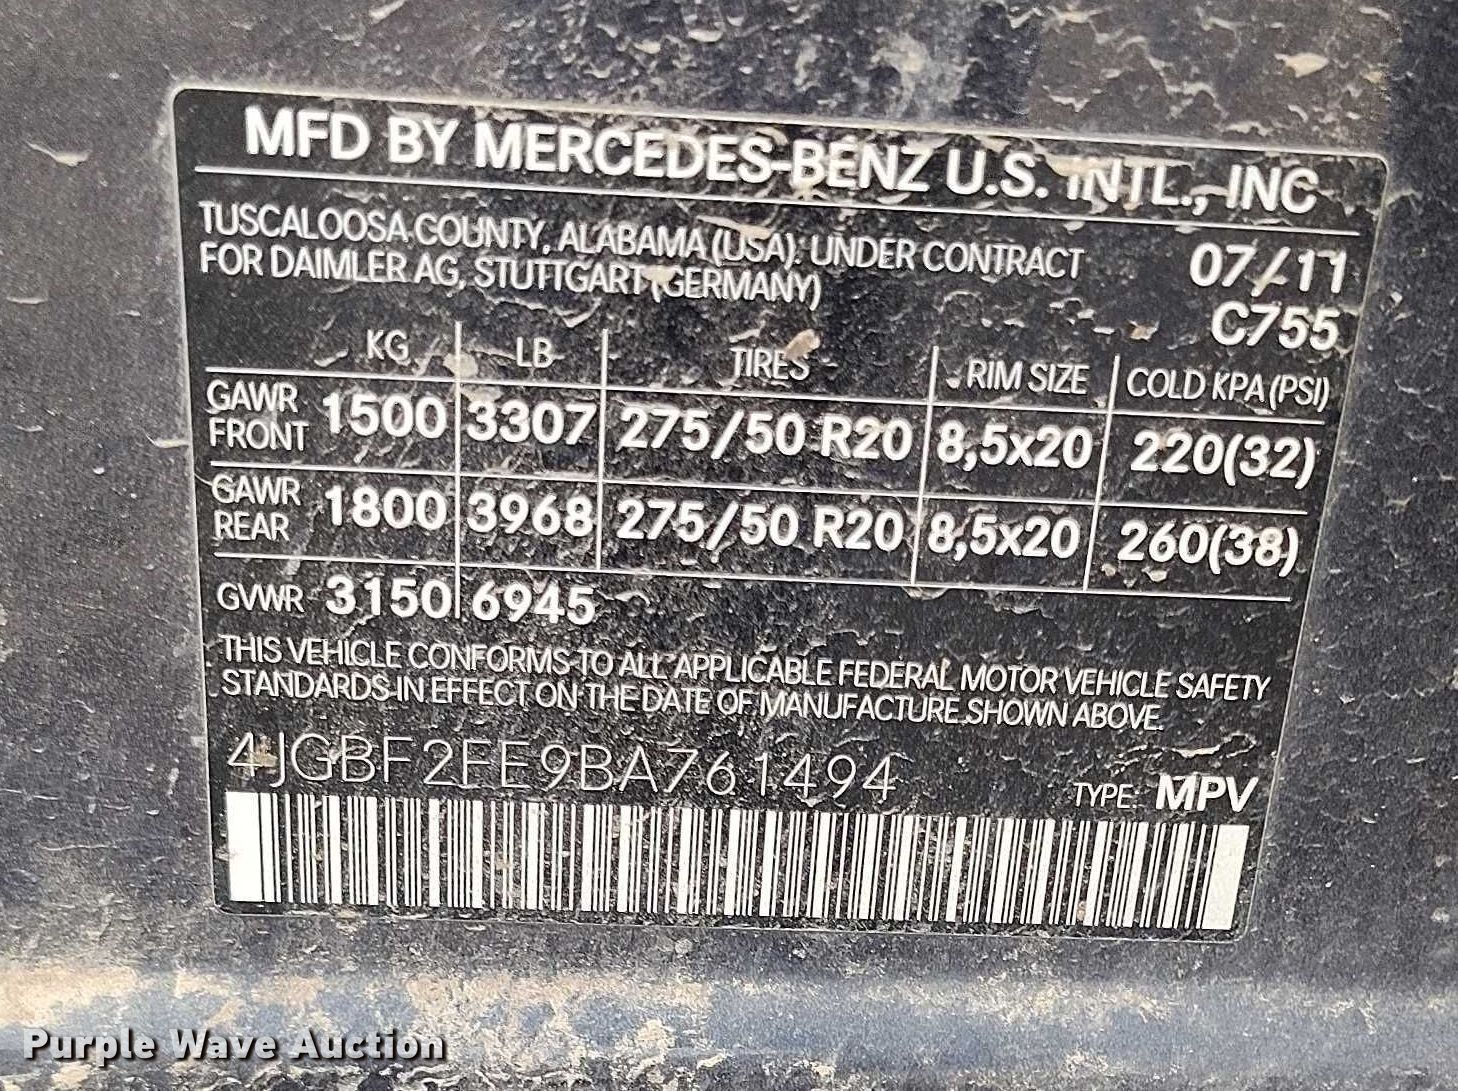 MFD BY MERCEDES-BENZ U.S. INTL., INC
TUSCALOOSA COUNTY, ALABAMA (USA). UNDER CONTRACT
FOR DAIMLER AG, STUTTGART (GERMANY)
07/11
C755
KG LB TIRES RIM SIZE COLD KPA (PSI)
GAWR
FRONT 1500 3307 275/50 R20 8,5x20 220(32)
GAWR
REAR 1800 3968 275/50 R20 8,5x20 260(38)
GVWR 3150 6945
THIS VEHICLE CONFORMS TO ALL APPLICABLE FEDERAL MOTOR VEHICLE SAFETY
STANDARDS IN EFFECT ON THE DATE OF MANUFACTURE SHOWN ABOVE.
4JGBF2FE9BA761494
TYPE: MPV
Purple Wave Auction